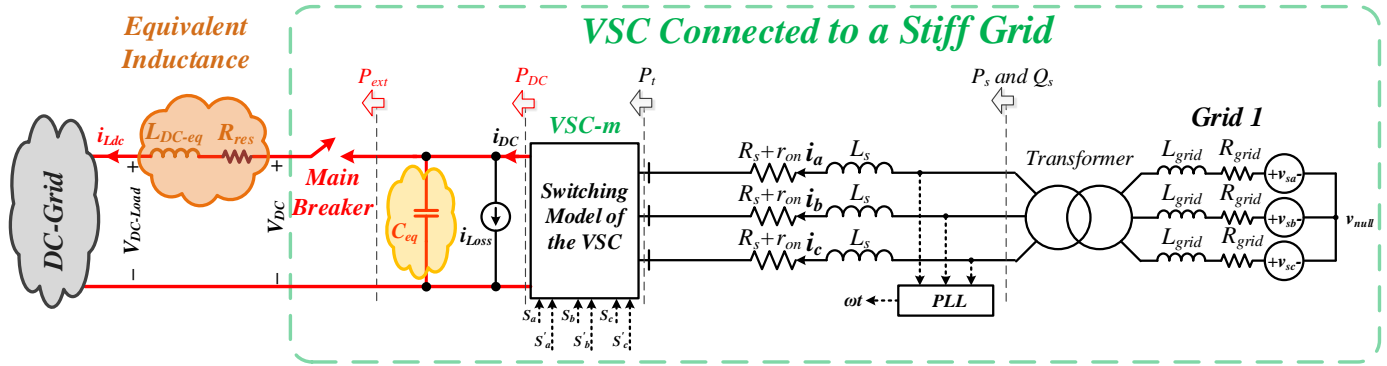 VSC Connected to a Stiff Grid
Equivalent
Inductance
P_ext
P_DC
P_t
P_s and Q_s
VSC-m
Grid 1
L_DC-eq
R_res
i_Ldc
i_DC
Main
Breaker
V_DC-Load
V_DC
DC-Grid
C_eq
i_Loss
Switching
Model of
the VSC
R_s+r_on
i_a
L_s
R_s+r_on
i_b
L_s
R_s+r_on
i_c
L_s
Transformer
L_grid
R_grid
+v_sa-
L_grid
R_grid
+v_sb-
L_grid
R_grid
+v_sc-
v_null
+
-
+
-
ωt
PLL
S_a
S_b
S_c
S'_a
S'_b
S'_c